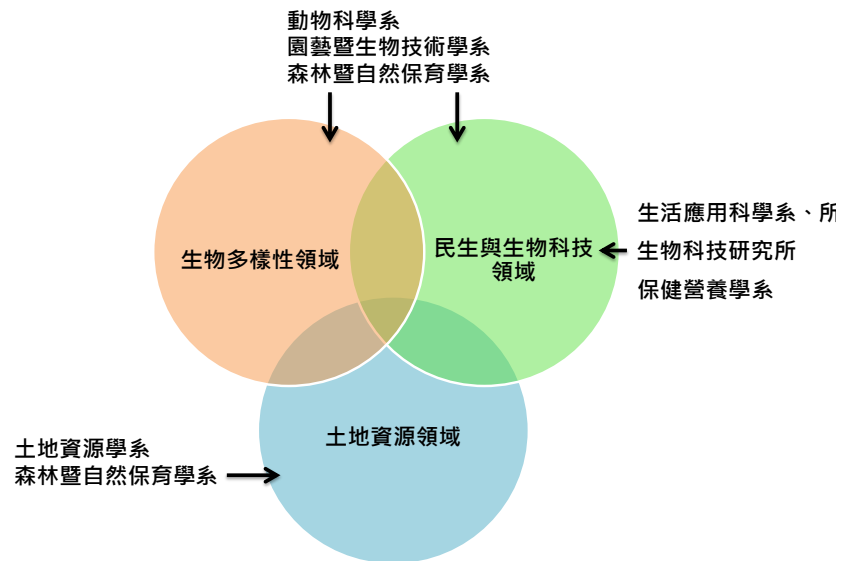 動物科學系
園藝暨生物技術學系
森林暨自然保育學系
生物多樣性領域
民生與生物科技
領域
生活應用科學系、所
生物科技研究所
保健營養學系
土地資源領域
土地資源學系
森林暨自然保育學系